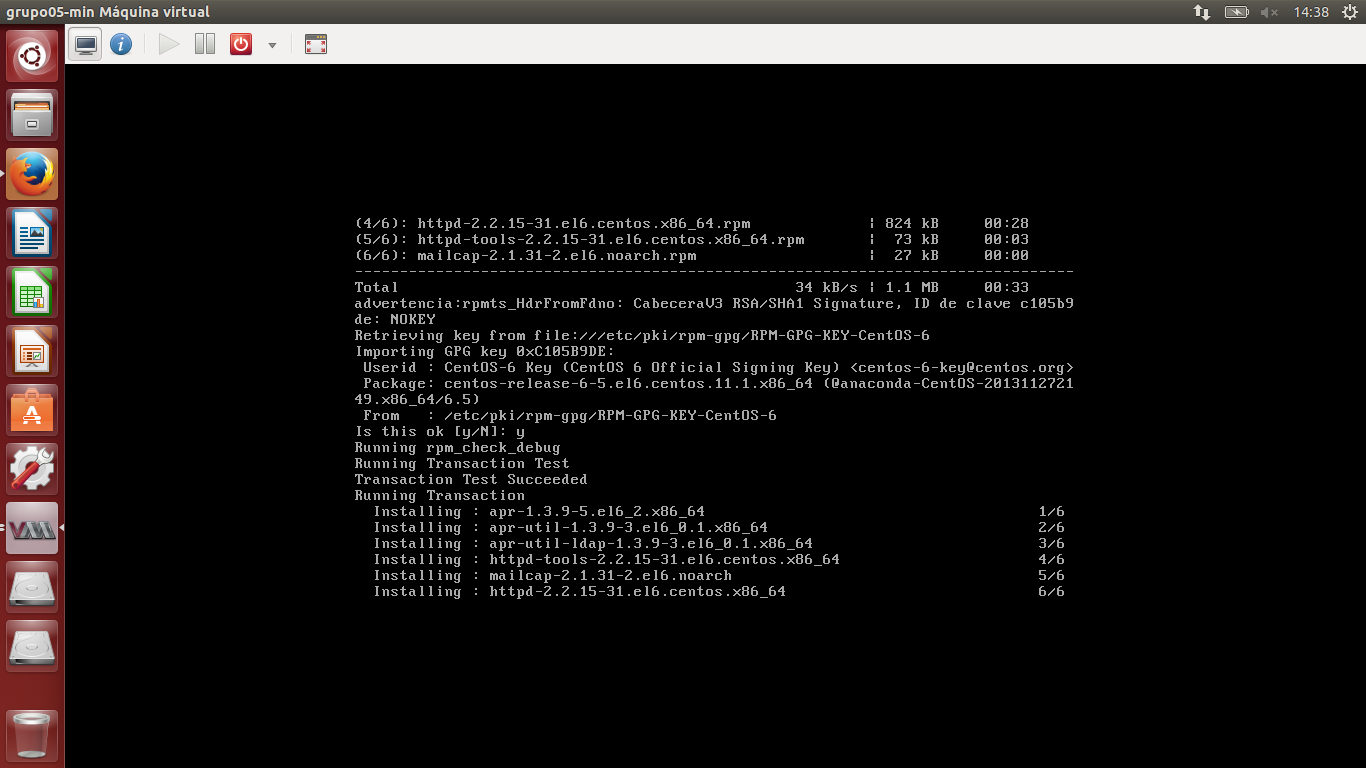 grupo05-min Máquina virtual
14:38
(4/6): httpd-2.2.15-31.el6.centos.x86_64.rpm | 824 kB 00:28
(5/6): httpd-tools-2.2.15-31.el6.centos.x86_64.rpm | 73 kB 00:03
(6/6): mailcap-2.1.31-2.el6.noarch.rpm | 27 kB 00:00
--------------------------------------------------------------------------------
Total 34 kB/s | 1.1 MB 00:33
advertencia:rpmts_HdrFromFdno: CabeceraV3 RSA/SHA1 Signature, ID de clave c105b9
de: NOKEY
Retrieving key from file:///etc/pki/rpm-gpg/RPM-GPG-KEY-CentOS-6
Importing GPG key 0xC105B9DE:
Userid : CentOS-6 Key (CentOS 6 Official Signing Key) <centos-6-key@centos.org>
Package: centos-release-6-5.el6.centos.11.1.x86_64 (@anaconda-CentOS-2013112721
49.x86_64/6.5)
From : /etc/pki/rpm-gpg/RPM-GPG-KEY-CentOS-6
Is this ok [y/N]: y
Running rpm_check_debug
Running Transaction Test
Transaction Test Succeeded
Running Transaction
Installing : apr-1.3.9-5.el6_2.x86_64 1/6
Installing : apr-util-1.3.9-3.el6_0.1.x86_64 2/6
Installing : apr-util-ldap-1.3.9-3.el6_0.1.x86_64 3/6
Installing : httpd-tools-2.2.15-31.el6.centos.x86_64 4/6
Installing : mailcap-2.1.31-2.el6.noarch 5/6
Installing : httpd-2.2.15-31.el6.centos.x86_64 6/6